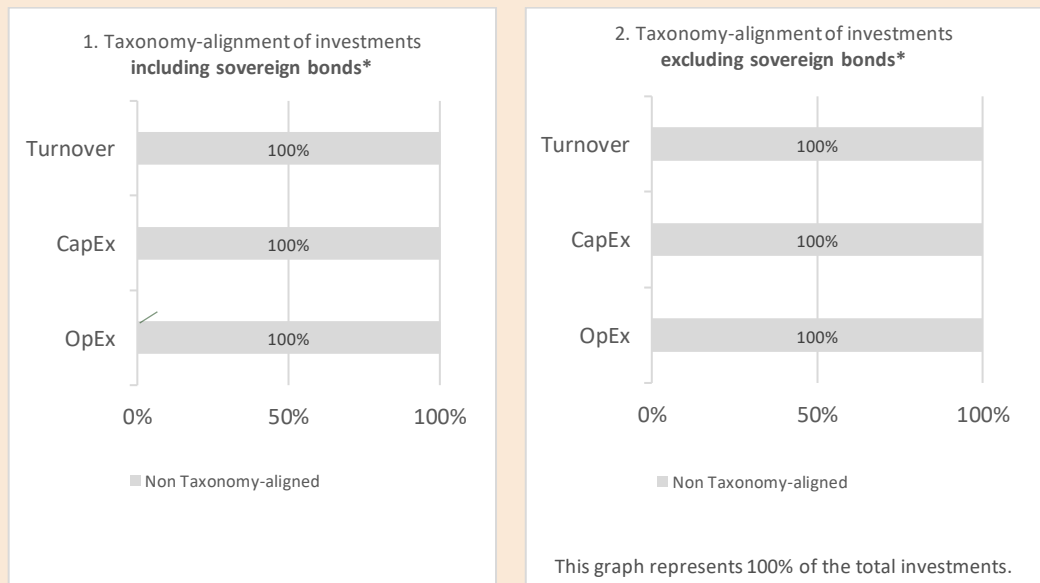 1. Taxonomy-alignment of investments
including sovereign bonds*
Turnover
100%
CapEx
100%
OpEx
100%
0%
50%
100%
Non Taxonomy-aligned
2. Taxonomy-alignment of investments
excluding sovereign bonds*
Turnover
100%
CapEx
100%
OpEx
100%
0%
50%
100%
Non Taxonomy-aligned
This graph represents 100% of the total investments.